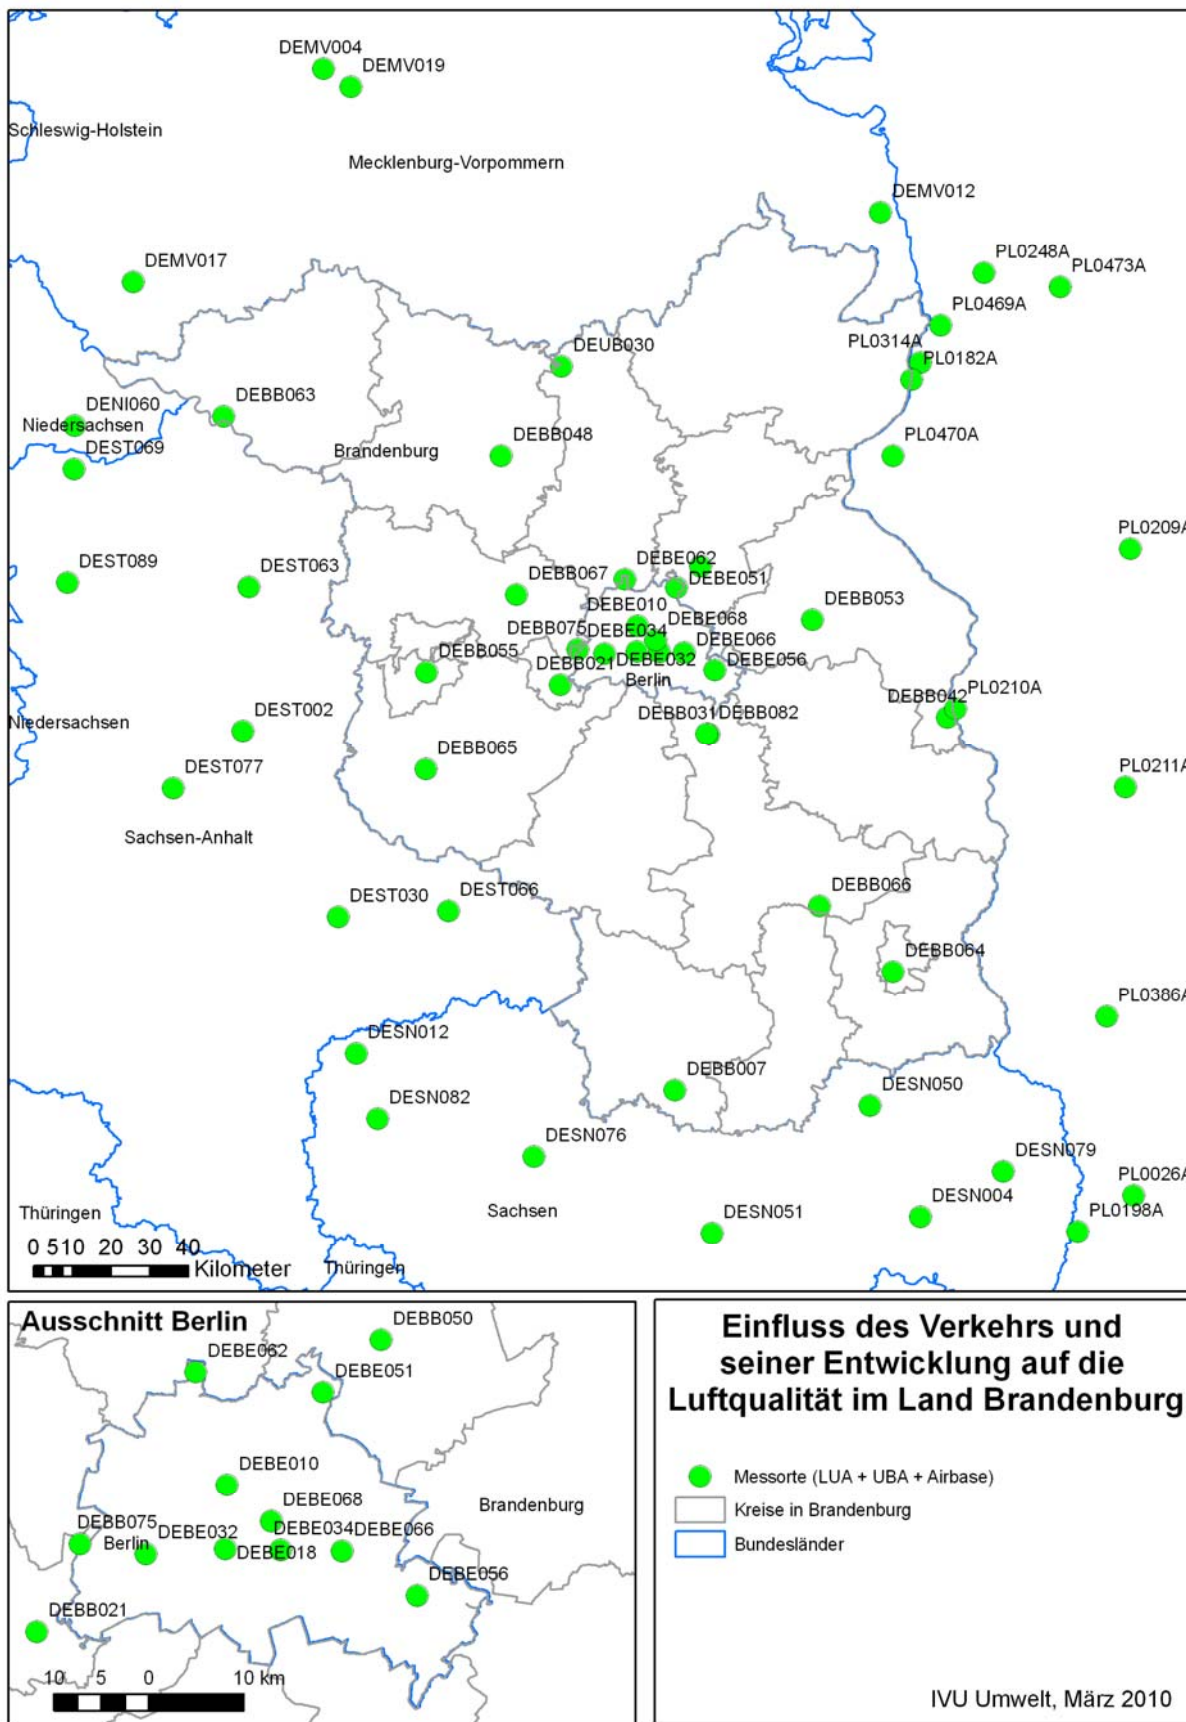 DEMV004
DEMV019
Schleswig-Holstein
Mecklenburg-Vorpommern
DEMV012
DEMV017
PL0248A
PL0473A
PL0469A
PL0314A
PL0182A
DEUB030
DEBB063
DENI060
Niedersachsen
DEST069
Brandenburg
DEBB048
PL0470A
PL0209A
DEST089
DEST063
DEBB067
DEBE062
DEBE051
DEBE010
DEBE068
DEBB053
DEBB075
DEBE034
DEBE066
DEBB055
DEBB021
DEBE032
DEBE056
Berlin
Niedersachsen
DEST002
DEBB031
DEBB082
DEBB042
PL0210A
DEBB065
DEST077
PL0211A
Sachsen-Anhalt
DEST030
DEST066
DEBB066
DEBB064
PL0386A
DESN012
DEBB007
DESN050
DESN082
DESN076
DESN079
PL0026A
Thüringen
Sachsen
DESN051
DESN004
PL0198A
0 5 10 20 30 40
Kilometer
Thüringen
Ausschnitt Berlin
DEBB050
DEBE062
DEBE051
DEBE010
DEBE068
Brandenburg
DEBB075
Berlin
DEBE032
DEBE034
DEBE066
DEBE018
DEBE056
DEBB021
10 5 0 10 km
Einfluss des Verkehrs und
seiner Entwicklung auf die
Luftqualität im Land Brandenburg
Messorte (LUA + UBA + Airbase)
Kreise in Brandenburg
Bundesländer
IVU Umwelt, März 2010